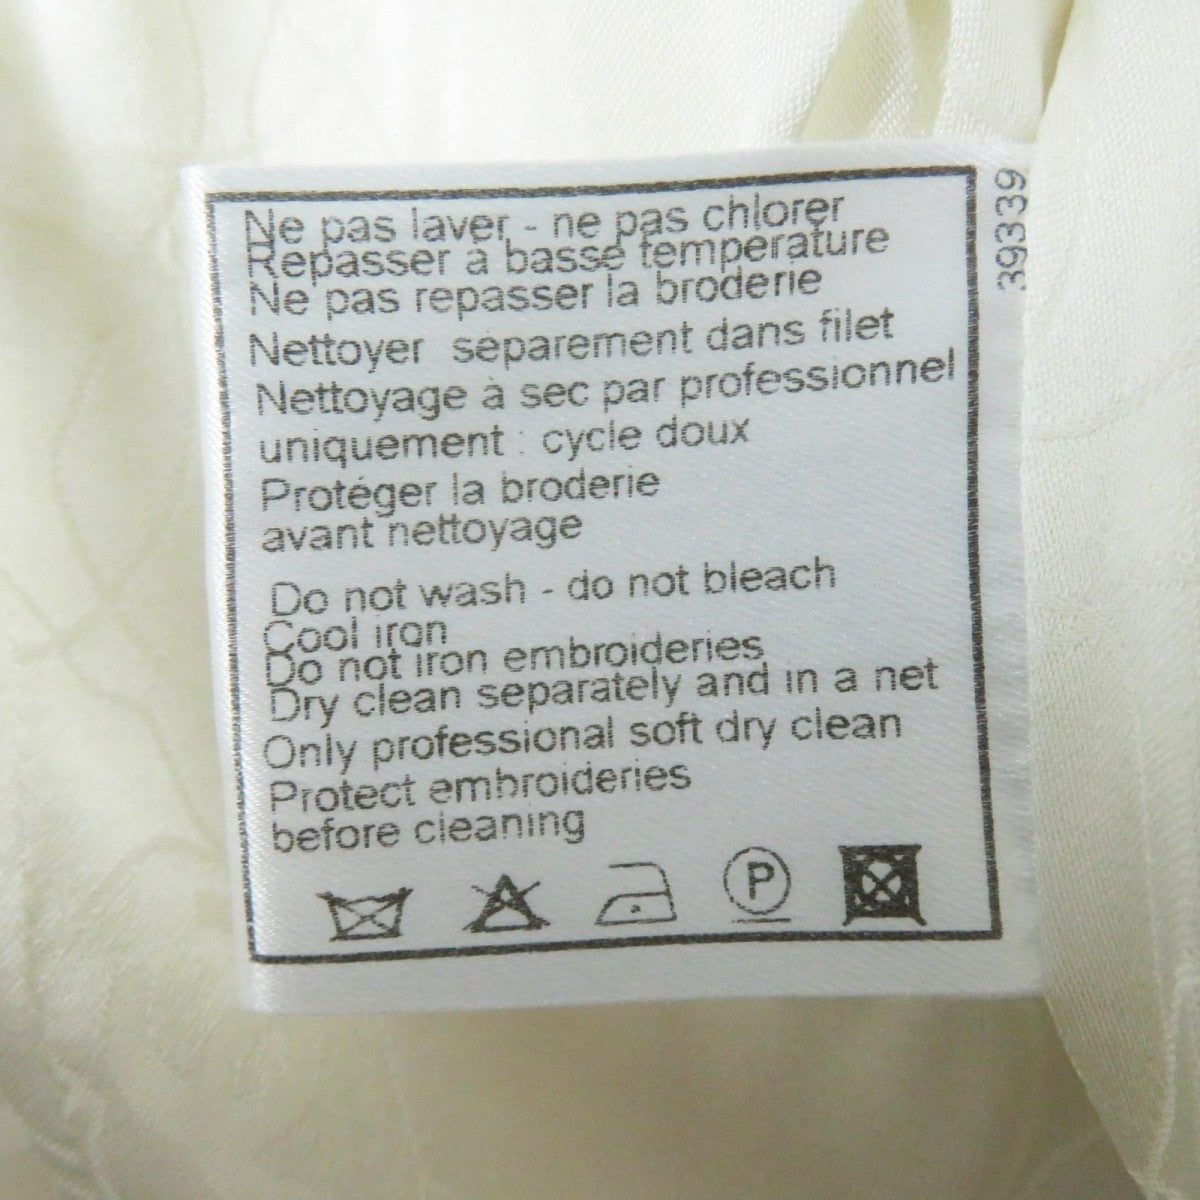 Ne pas laver - ne pas chlorer
Repasser à basse température
Ne pas repasser la broderie
Nettoyer séparement dans filet
Nettoyage à sec par professionnel
uniquement : cycle doux
Protéger la broderie
avant nettoyage
Do not wash - do not bleach
Cool iron
Do not iron embroideries
Dry clean separately and in a net
Only professional soft dry clean
Protect embroideries
before cleaning
P
39339